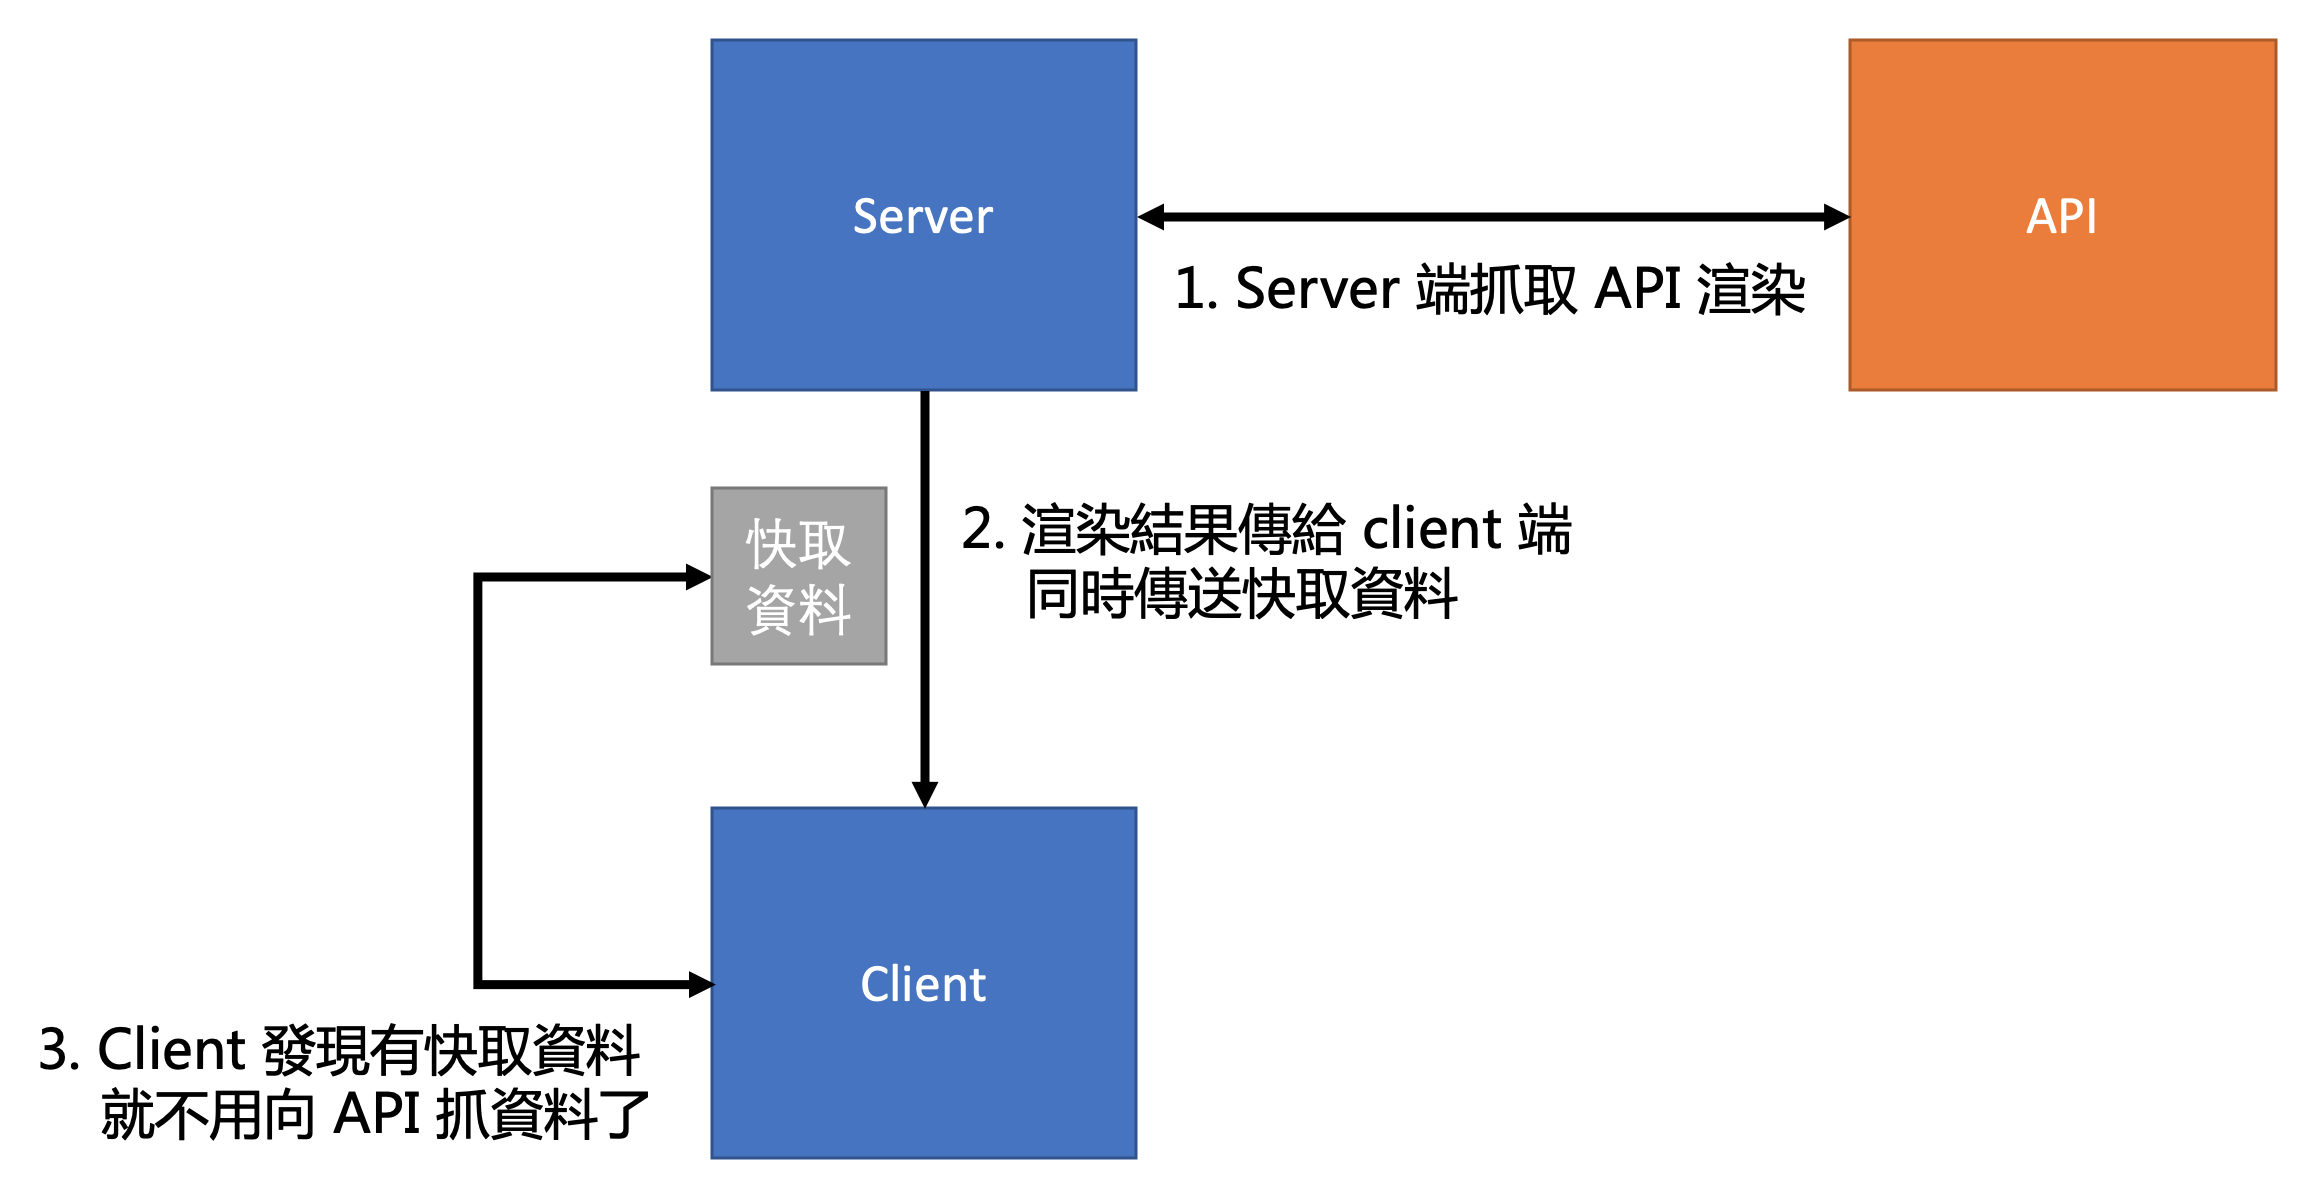 Server
API
1. Server 端抓取 API 渲染
快取
資料
2. 渲染結果傳給 client 端
同時傳送快取資料
Client
3. Client 發現有快取資料
就不用向 API 抓資料了